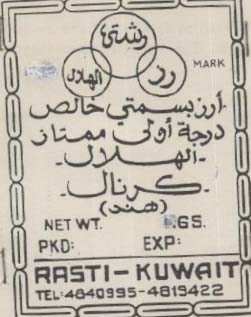 رشتي
الهلال رز MARK
أرز بسمتي خالص
درجة أولى ممتاز
-الهلال-
-كرنال-
(هند)
NET WT. KGS.
PKD: EXP:
RASTI-KUWAIT
TEL:4840995-4819422